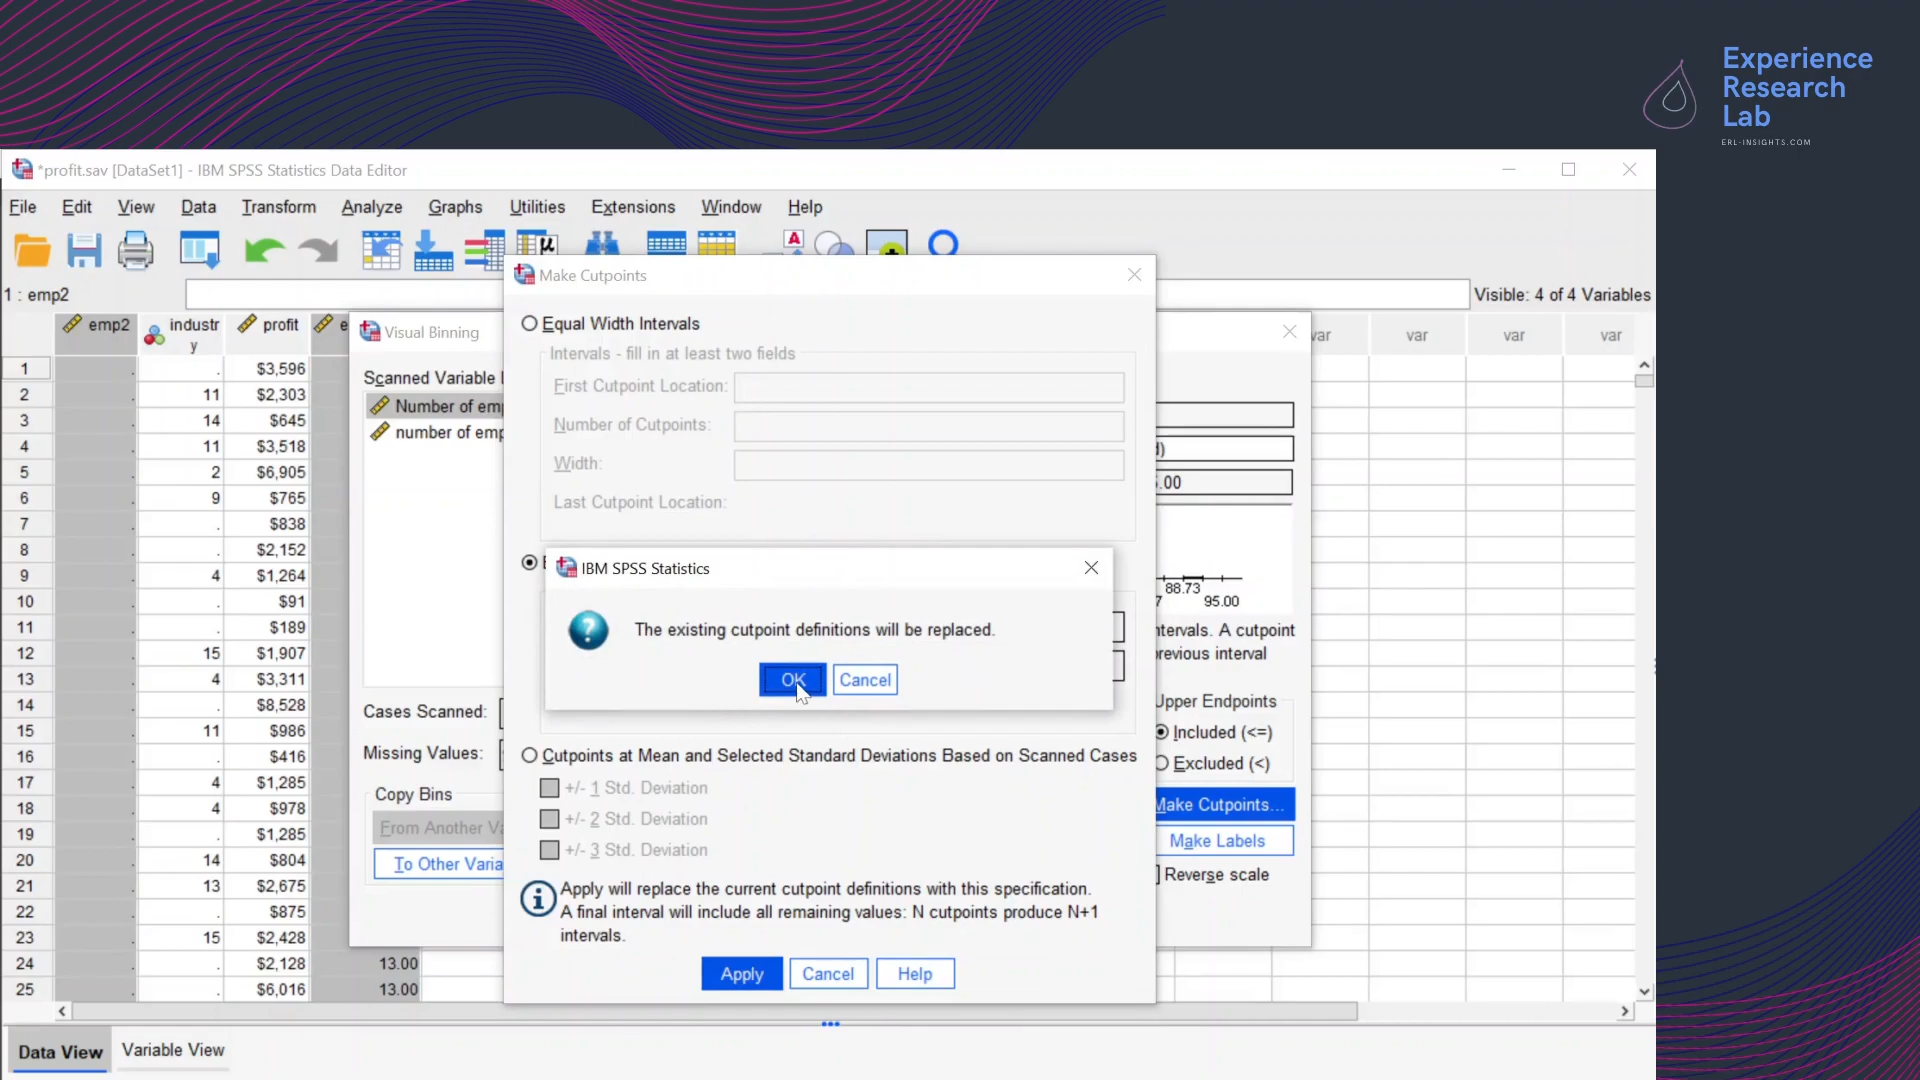 Experience
Research
Lab
ERL-INSIGHTS.COM
*profit.sav [DataSet1] - IBM SPSS Statistics Data Editor
File Edit View Data Transform Analyze Graphs Utilities Extensions Window Help
1 : emp2
Visible: 4 of 4 Variables
emp2 industr
y profit e
var var var var
1 . . $3,596
2 . 11 $2,303
3 . 14 $645
4 . 11 $3,518
5 . 2 $6,905
6 . 9 $765
7 . . $838
8 . . $2,152
9 . 4 $1,264
10 . . $91
11 . . $189
12 . 15 $1,907
13 . 4 $3,311
14 . . $8,528
15 . 11 $986
16 . . $416
17 . 4 $1,285
18 . 4 $978
19 . . $1,285
20 . 14 $804
21 . 13 $2,675
22 . . $875
23 . 15 $2,428
24 . . $2,128 13.00
25 . . $6,016 13.00
Data View Variable View
Visual Binning
Scanned Variable
Number of emp
number of emp
Cases Scanned:
Missing Values:
Copy Bins
From Another Va
To Other Varia
.00
88.73
7 95.00
ntervals. A cutpoint
previous interval
Upper Endpoints
Included (<=)
Excluded (<)
Make Cutpoints...
Make Labels
Reverse scale
Make Cutpoints
Equal Width Intervals
Intervals - fill in at least two fields
First Cutpoint Location:
Number of Cutpoints:
Width:
Last Cutpoint Location:
IBM SPSS Statistics
The existing cutpoint definitions will be replaced.
OK Cancel
Cutpoints at Mean and Selected Standard Deviations Based on Scanned Cases
+/- 1 Std. Deviation
+/- 2 Std. Deviation
+/- 3 Std. Deviation
Apply will replace the current cutpoint definitions with this specification.
A final interval will include all remaining values: N cutpoints produce N+1
intervals.
Apply Cancel Help